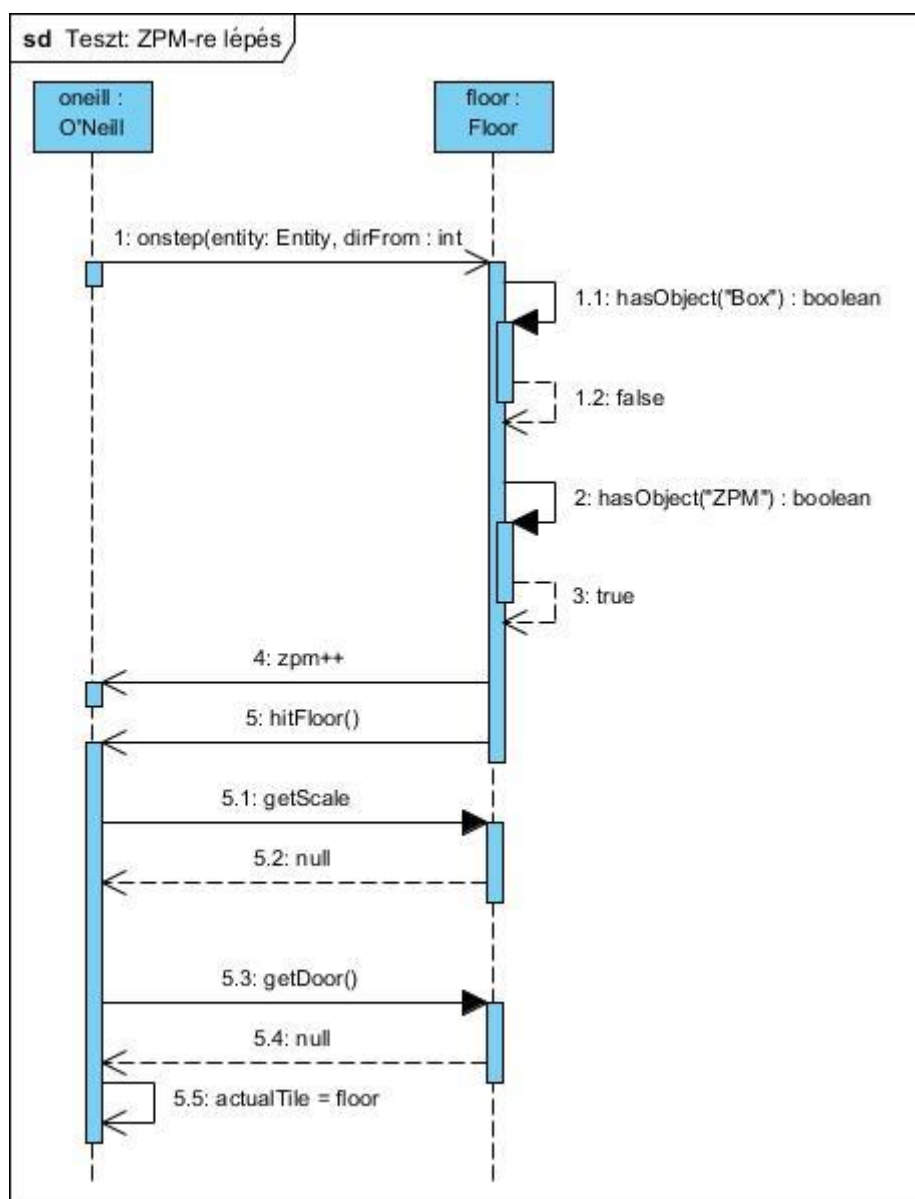 sd Teszt: ZPM-re lépés
oneill :
O'Neill
floor :
Floor
1: onstep(entity: Entity, dirFrom : int
1.1: hasObject("Box") : boolean
1.2: false
2: hasObject("ZPM") : boolean
3: true
4: zpm++
5: hitFloor()
5.1: getScale
5.2: null
5.3: getDoor()
5.4: null
5.5: actualTile = floor